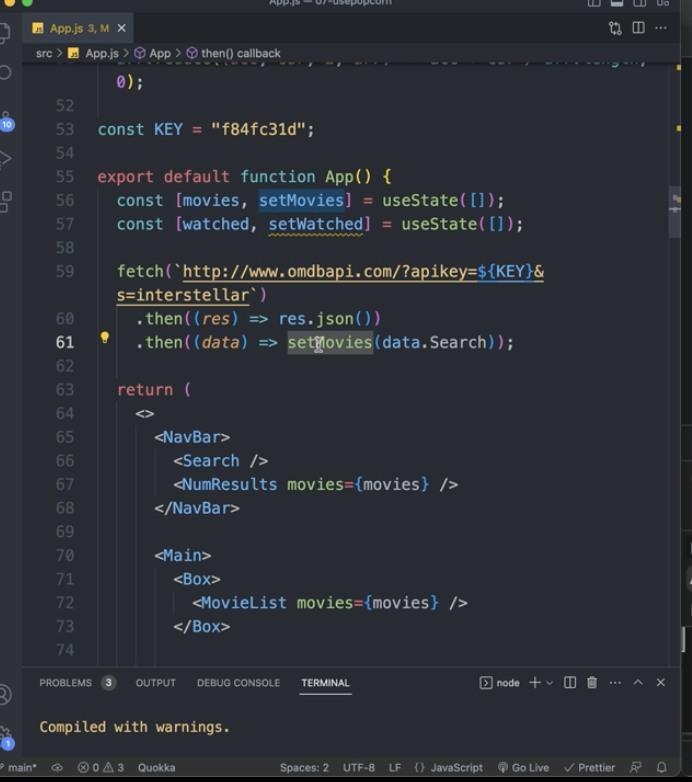 App.js — 07-usepopcorn
App.js 3, M
src > App.js > App > then() callback
0);
52
53 const KEY = "f84fc31d";
54
55 export default function App() {
56 const [movies, setMovies] = useState([]);
57 const [watched, setWatched] = useState([]);
58
59 fetch(`http://www.omdbapi.com/?apikey=${KEY}&
s=interstellar`)
60 .then((res) => res.json())
61 .then((data) => setMovies(data.Search));
62
63 return (
64 <>
65 <NavBar>
66 <Search />
67 <NumResults movies={movies} />
68 </NavBar>
69
70 <Main>
71 <Box>
72 <MovieList movies={movies} />
73 </Box>
74
10
PROBLEMS 3 OUTPUT DEBUG CONSOLE TERMINAL node
Compiled with warnings.
1
main* 0 3 Quokka Spaces: 2 UTF-8 LF {} JavaScript Go Live Prettier